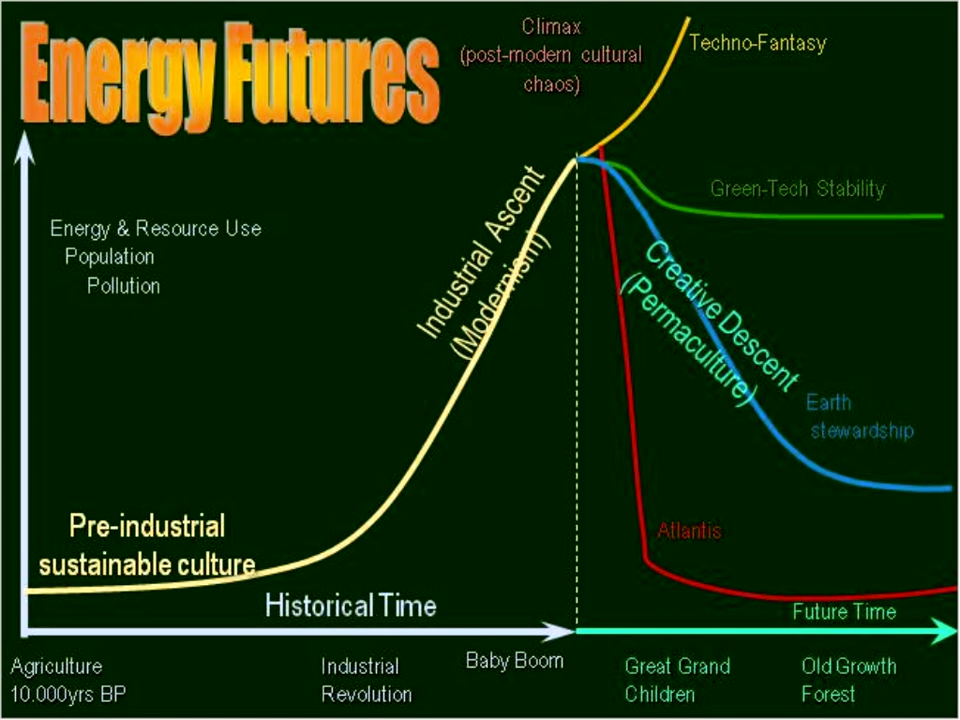 Energy Futures
Climax
(post-modern cultural
chaos)
Techno-Fantasy
Energy & Resource Use
Population
Pollution
Industrial Ascent
(Modernism)
Green-Tech Stability
Creative Descent
(Permaculture)
Earth
stewardship
Pre-industrial
sustainable culture
Atlantis
Historical Time
Future Time
Agriculture
10.000yrs BP
Industrial
Revolution
Baby Boom
Great Grand
Children
Old Growth
Forest